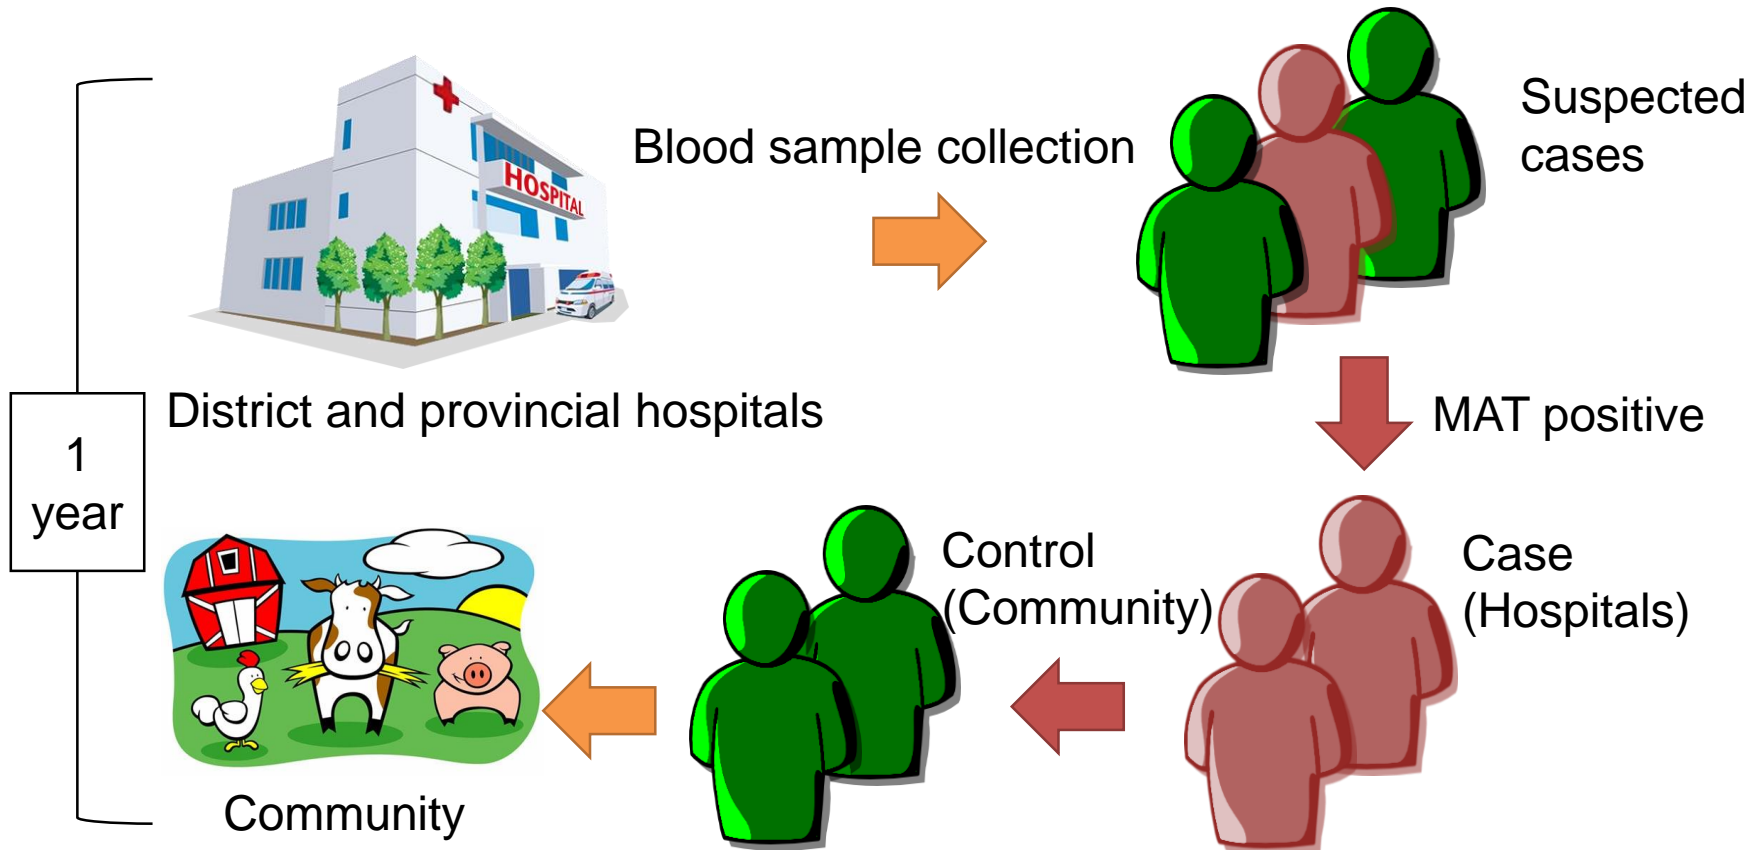 Blood sample collection
Suspected
cases
HOSPITAL
District and provincial hospitals
MAT positive
1
year
Control
(Community)
Case
(Hospitals)
Community